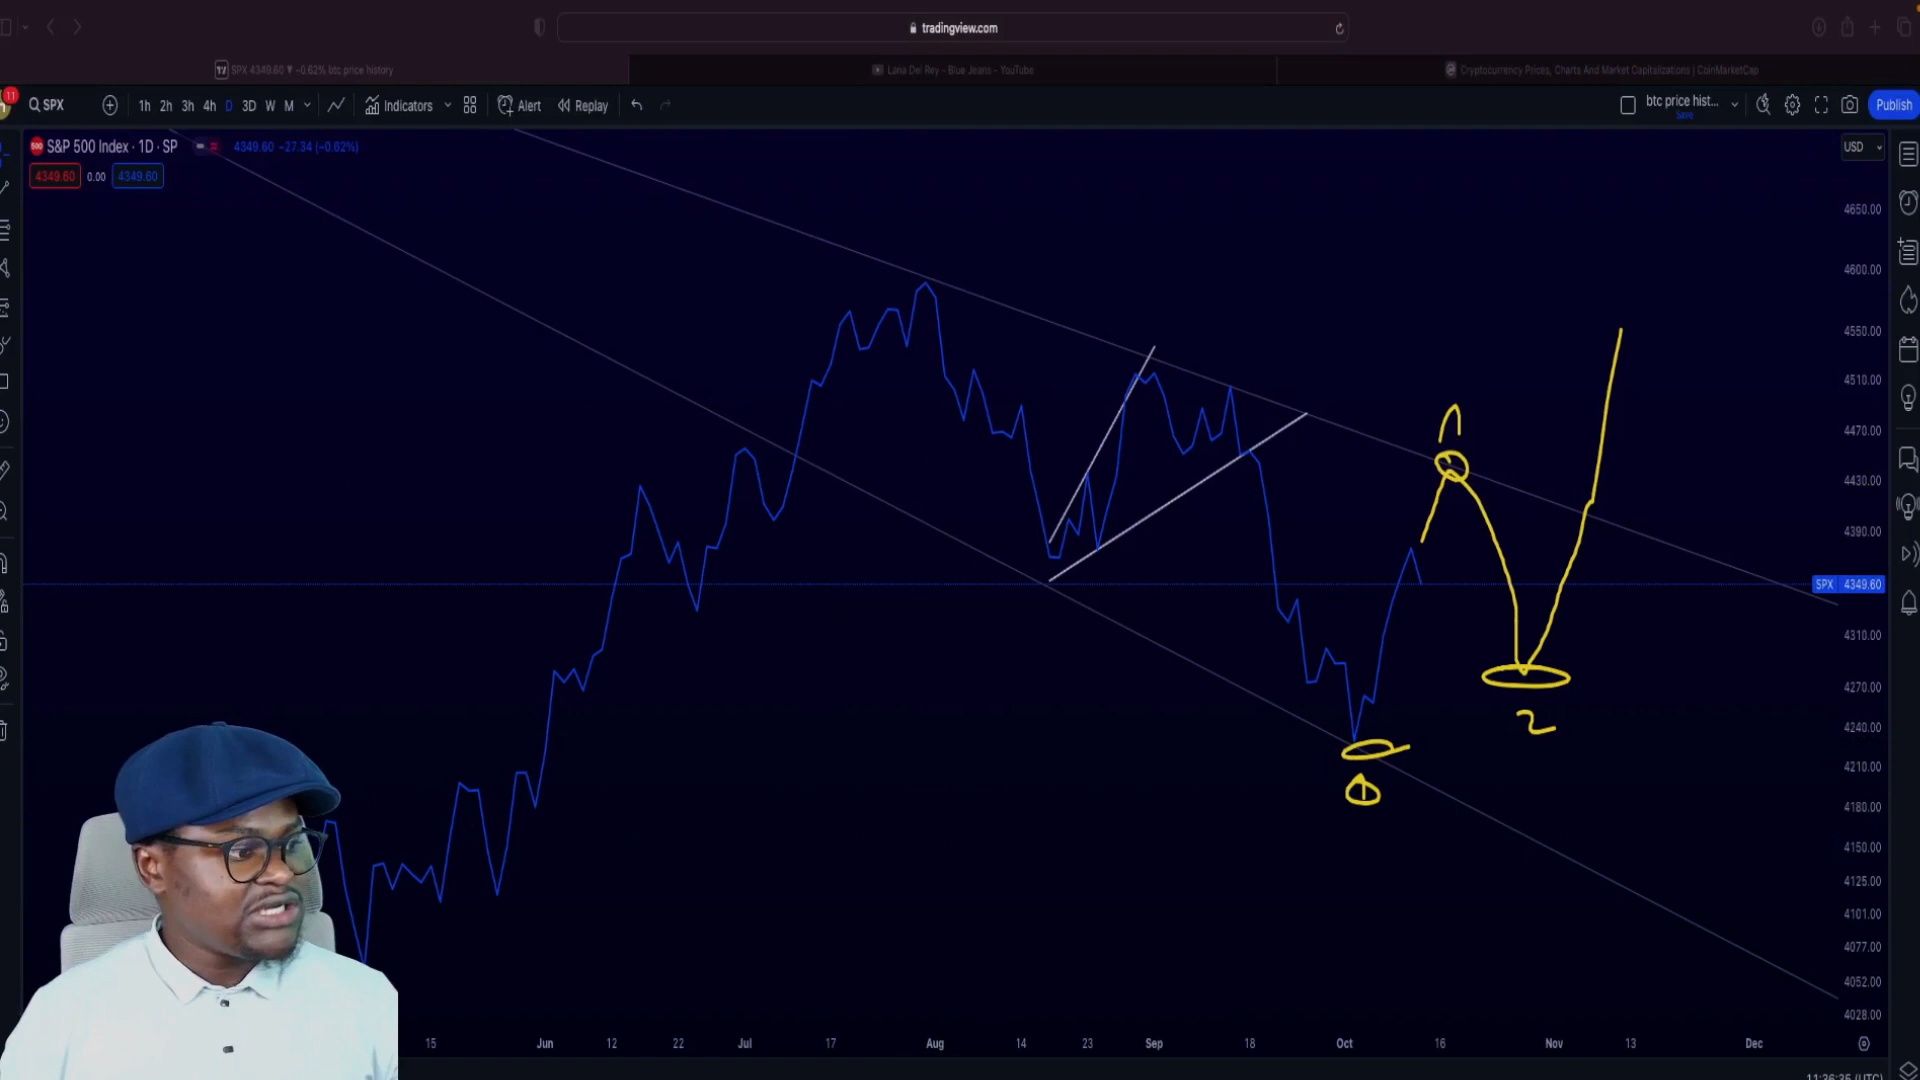 tradingview.com
SPX 4349.60 ▼ −0.62% btc price history
Lana Del Rey - Blue Jeans - YouTube
Cryptocurrency Prices, Charts And Market Capitalizations | CoinMarketCap
11
SPX
1h 2h 3h 4h D 3D W M
Indicators
Alert
Replay
btc price hist...
Save
Publish
500
S&P 500 Index · 1D · SP
4349.60 −27.34 (−0.62%)
USD
4349.60 0.00 4349.60
4650.00
4600.00
4550.00
4510.00
4470.00
4430.00
4390.00
SPX 4349.60
4310.00
4270.00
4240.00
4210.00
4180.00
4150.00
4125.00
4101.00
4077.00
4052.00
4028.00
1
2
15 Jun 12 22 Jul 17 Aug 14 23 Sep 18 Oct 16 Nov 13 Dec